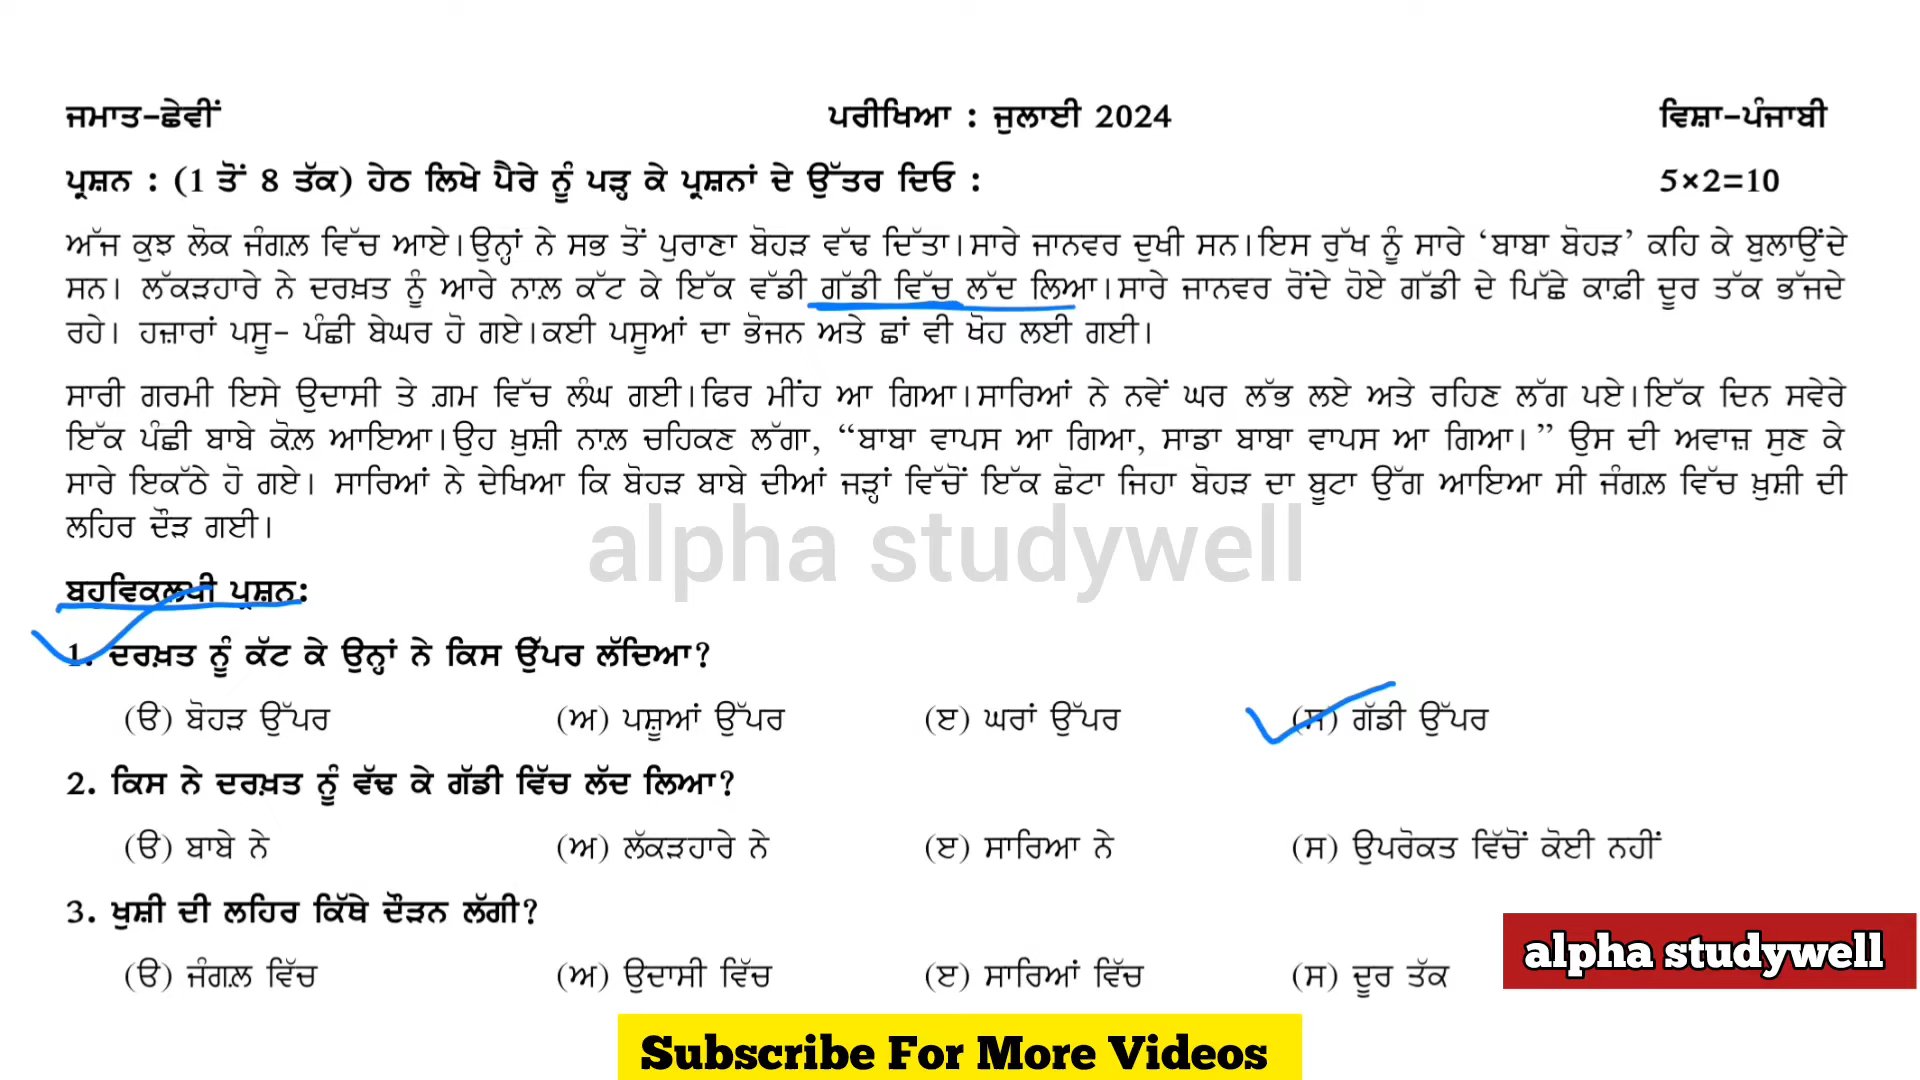 ਜਮਾਤ-ਛੇਵੀਂ ਪਰੀਖਿਆ : ਜੁਲਾਈ 2024 ਵਿਸ਼ਾ-ਪੰਜਾਬੀ
ਪ੍ਰਸ਼ਨ : (1 ਤੋਂ 8 ਤੱਕ) ਹੇਠ ਲਿਖੇ ਪੈਰੇ ਨੂੰ ਪੜ੍ਹ ਕੇ ਪ੍ਰਸ਼ਨਾਂ ਦੇ ਉੱਤਰ ਦਿਓ : 5×2=10
ਅੱਜ ਕੁਝ ਲੋਕ ਜੰਗਲ਼ ਵਿੱਚ ਆਏ।ਉਨ੍ਹਾਂ ਨੇ ਸਭ ਤੋਂ ਪੁਰਾਣਾ ਬੋਹੜ ਵੱਢ ਦਿੱਤਾ।ਸਾਰੇ ਜਾਨਵਰ ਦੁਖੀ ਸਨ।ਇਸ ਰੁੱਖ ਨੂੰ ਸਾਰੇ ‘ਬਾਬਾ ਬੋਹੜ’ ਕਹਿ ਕੇ ਬੁਲਾਉਂਦੇ
ਸਨ। ਲੱਕੜਹਾਰੇ ਨੇ ਦਰਖ਼ਤ ਨੂੰ ਆਰੇ ਨਾਲ਼ ਕੱਟ ਕੇ ਇੱਕ ਵੱਡੀ ਗੱਡੀ ਵਿੱਚ ਲੱਦ ਲਿਆ।ਸਾਰੇ ਜਾਨਵਰ ਰੋਂਦੇ ਹੋਏ ਗੱਡੀ ਦੇ ਪਿੱਛੇ ਕਾਫ਼ੀ ਦੂਰ ਤੱਕ ਭੱਜਦੇ
ਰਹੇ। ਹਜ਼ਾਰਾਂ ਪਸੂ- ਪੰਛੀ ਬੇਘਰ ਹੋ ਗਏ।ਕਈ ਪਸੂਆਂ ਦਾ ਭੋਜਨ ਅਤੇ ਛਾਂ ਵੀ ਖੋਹ ਲਈ ਗਈ।
ਸਾਰੀ ਗਰਮੀ ਇਸੇ ਉਦਾਸੀ ਤੇ ਗ਼ਮ ਵਿੱਚ ਲੰਘ ਗਈ।ਫਿਰ ਮੀਂਹ ਆ ਗਿਆ।ਸਾਰਿਆਂ ਨੇ ਨਵੇਂ ਘਰ ਲੱਭ ਲਏ ਅਤੇ ਰਹਿਣ ਲੱਗ ਪਏ।ਇੱਕ ਦਿਨ ਸਵੇਰੇ
ਇੱਕ ਪੰਛੀ ਬਾਬੇ ਕੋਲ਼ ਆਇਆ।ਉਹ ਖ਼ੁਸ਼ੀ ਨਾਲ਼ ਚਹਿਕਣ ਲੱਗਾ, “ਬਾਬਾ ਵਾਪਸ ਆ ਗਿਆ, ਸਾਡਾ ਬਾਬਾ ਵਾਪਸ ਆ ਗਿਆ।” ਉਸ ਦੀ ਅਵਾਜ਼ ਸੁਣ ਕੇ
ਸਾਰੇ ਇਕੱਠੇ ਹੋ ਗਏ। ਸਾਰਿਆਂ ਨੇ ਦੇਖਿਆ ਕਿ ਬੋਹੜ ਬਾਬੇ ਦੀਆਂ ਜੜ੍ਹਾਂ ਵਿੱਚੋਂ ਇੱਕ ਛੋਟਾ ਜਿਹਾ ਬੋਹੜ ਦਾ ਬੂਟਾ ਉੱਗ ਆਇਆ ਸੀ ਜੰਗਲ਼ ਵਿੱਚ ਖ਼ੁਸ਼ੀ ਦੀ
ਲਹਿਰ ਦੌੜ ਗਈ।
alpha studywell
ਬਹੁਵਿਕਲਪੀ ਪ੍ਰਸ਼ਨ:
1. ਦਰਖ਼ਤ ਨੂੰ ਕੱਟ ਕੇ ਉਨ੍ਹਾਂ ਨੇ ਕਿਸ ਉੱਪਰ ਲੱਦਿਆ?
(ੳ) ਬੋਹੜ ਉੱਪਰ (ਅ) ਪਸ਼ੂਆਂ ਉੱਪਰ (ੲ) ਘਰਾਂ ਉੱਪਰ (ਸ) ਗੱਡੀ ਉੱਪਰ
2. ਕਿਸ ਨੇ ਦਰਖ਼ਤ ਨੂੰ ਵੱਢ ਕੇ ਗੱਡੀ ਵਿੱਚ ਲੱਦ ਲਿਆ?
(ੳ) ਬਾਬੇ ਨੇ (ਅ) ਲੱਕੜਹਾਰੇ ਨੇ (ੲ) ਸਾਰਿਆ ਨੇ (ਸ) ਉਪਰੋਕਤ ਵਿੱਚੋਂ ਕੋਈ ਨਹੀਂ
3. ਖੁਸ਼ੀ ਦੀ ਲਹਿਰ ਕਿੱਥੇ ਦੌੜਨ ਲੱਗੀ?
(ੳ) ਜੰਗਲ਼ ਵਿੱਚ (ਅ) ਉਦਾਸੀ ਵਿੱਚ (ੲ) ਸਾਰਿਆਂ ਵਿੱਚ (ਸ) ਦੂਰ ਤੱਕ
alpha studywell
Subscribe For More Videos